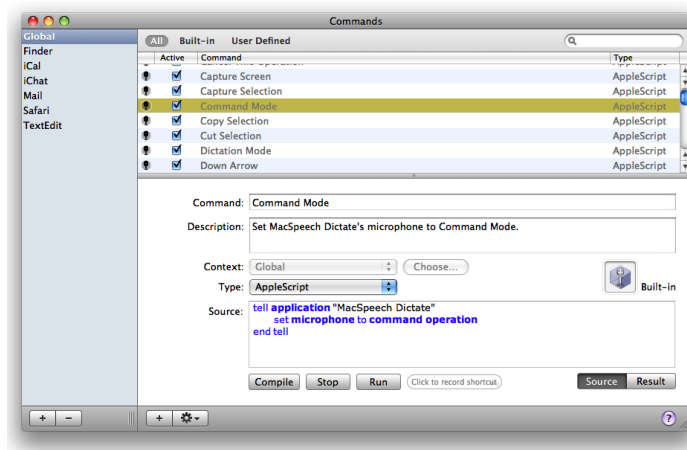 Commands
Global
Finder
iCal
iChat
Mail
Safari
TextEdit
All Built-in User Defined
Active Command Type
Capture Screen AppleScript
Capture Selection AppleScript
Command Mode AppleScript
Copy Selection AppleScript
Cut Selection AppleScript
Dictation Mode AppleScript
Down Arrow AppleScript
Command: Command Mode
Description: Set MacSpeech Dictate's microphone to Command Mode.
Context: Global Choose...
Type: AppleScript Built-in
Source: tell application "MacSpeech Dictate"
set microphone to command operation
end tell
Compile Stop Run Click to record shortcut. Source Result
+ − + ?